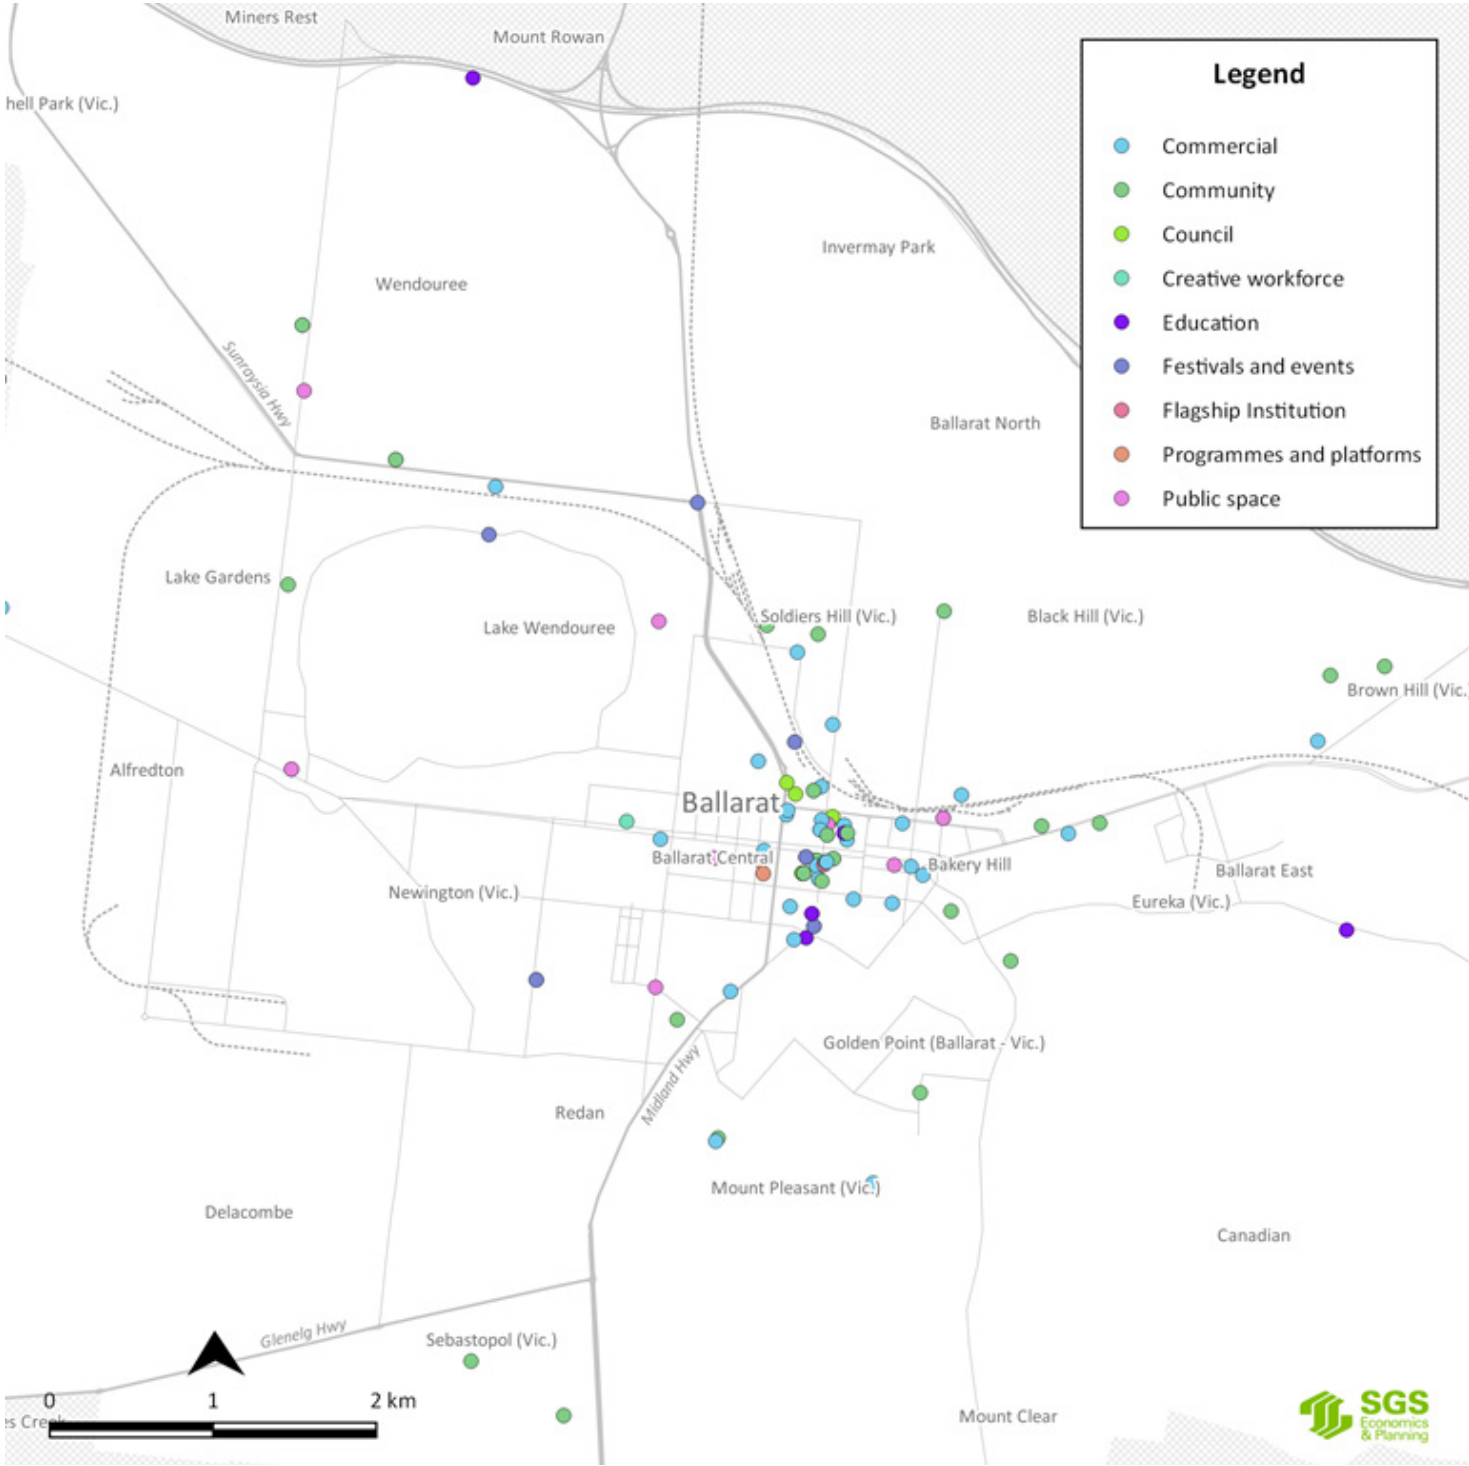 Miners Rest
Mount Rowan
hell Park (Vic.)
Legend
Commercial
Community
Council
Creative workforce
Education
Festivals and events
Flagship Institution
Programmes and platforms
Public space
Invermay Park
Wendouree
Sunraysia Hwy
Ballarat North
Lake Gardens
Lake Wendouree
Soldiers Hill (Vic.)
Black Hill (Vic.)
Brown Hill (Vic.
Alfredton
Ballarat
Ballarat Central
Bakery Hill
Ballarat East
Newington (Vic.)
Eureka (Vic.)
Golden Point (Ballarat - Vic.)
Midland Hwy
Redan
Mount Pleasant (Vic.)
Delacombe
Canadian
Glenelg Hwy
Sebastopol (Vic.)
0 1 2 km
es Creek
Mount Clear
SGS
Economics
& Planning